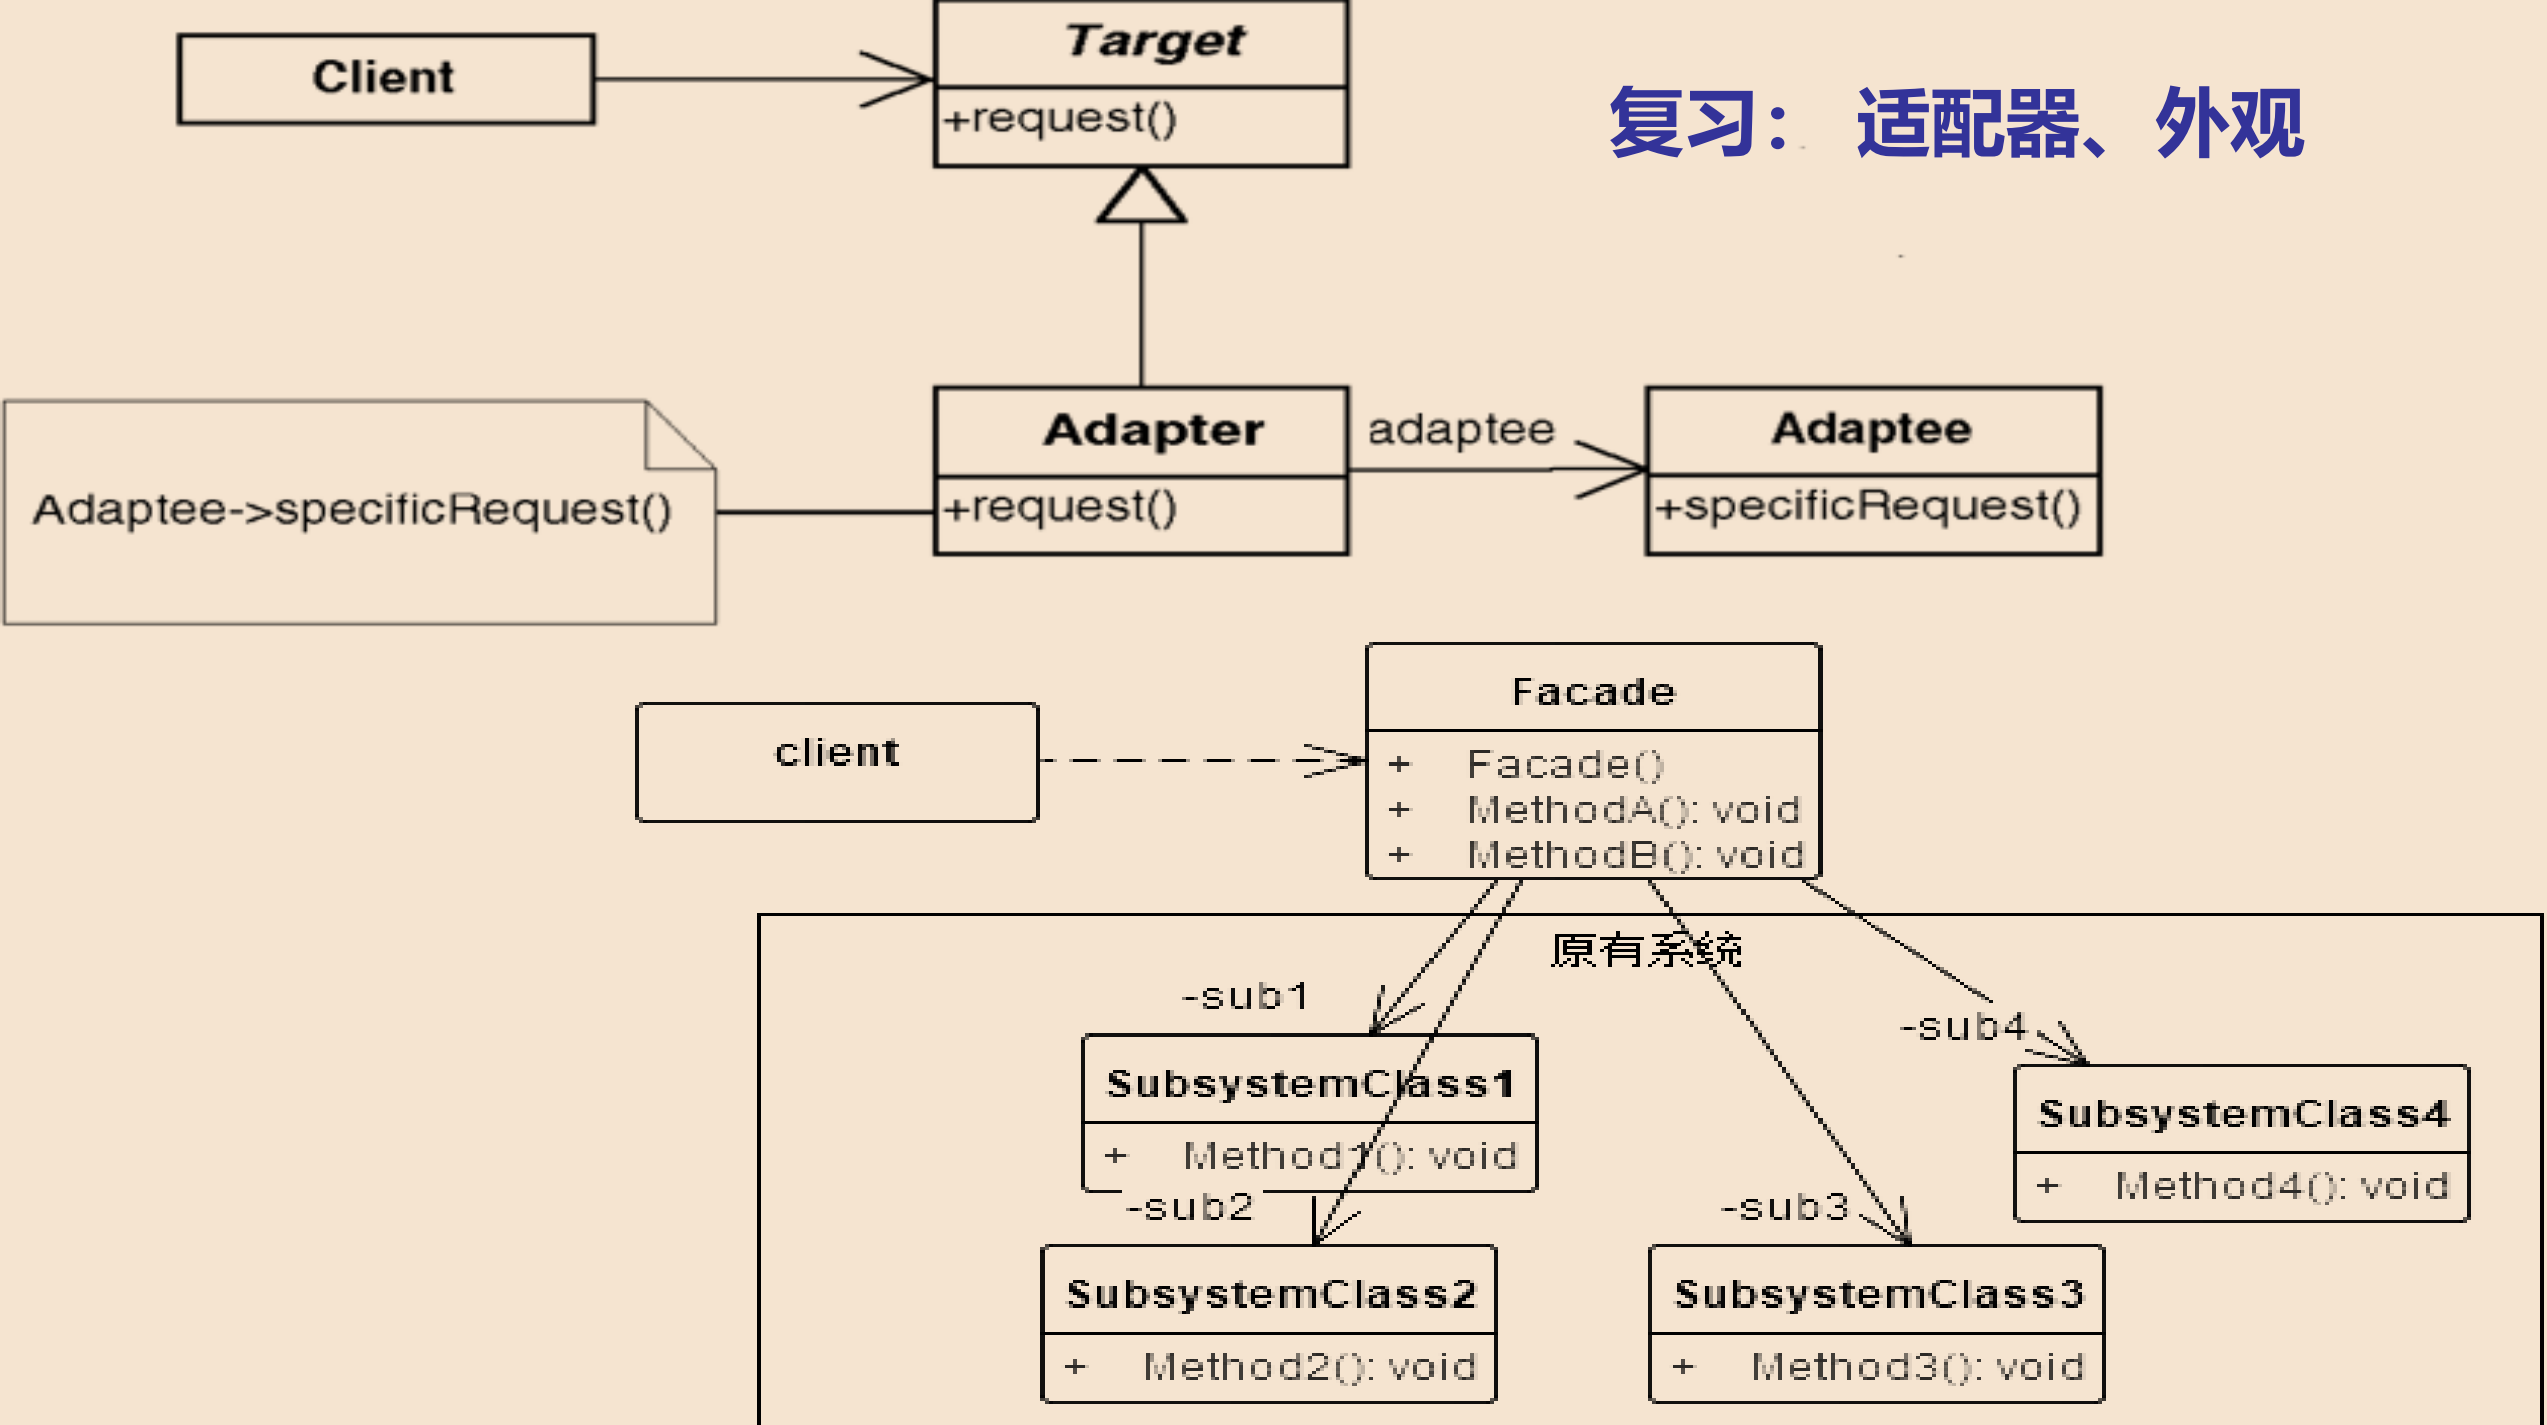 Client
Target
+request()
复习： 适配器、外观
Adapter
+request()
adaptee
Adaptee
+specificRequest()
Adaptee->specificRequest()
Facade
+ Facade()
+ MethodA(): void
+ MethodB(): void
client
原有系统
-sub1
-sub4
SubsystemClass1
+ Method1(): void
SubsystemClass4
+ Method4(): void
-sub2
-sub3
SubsystemClass2
+ Method2(): void
SubsystemClass3
+ Method3(): void